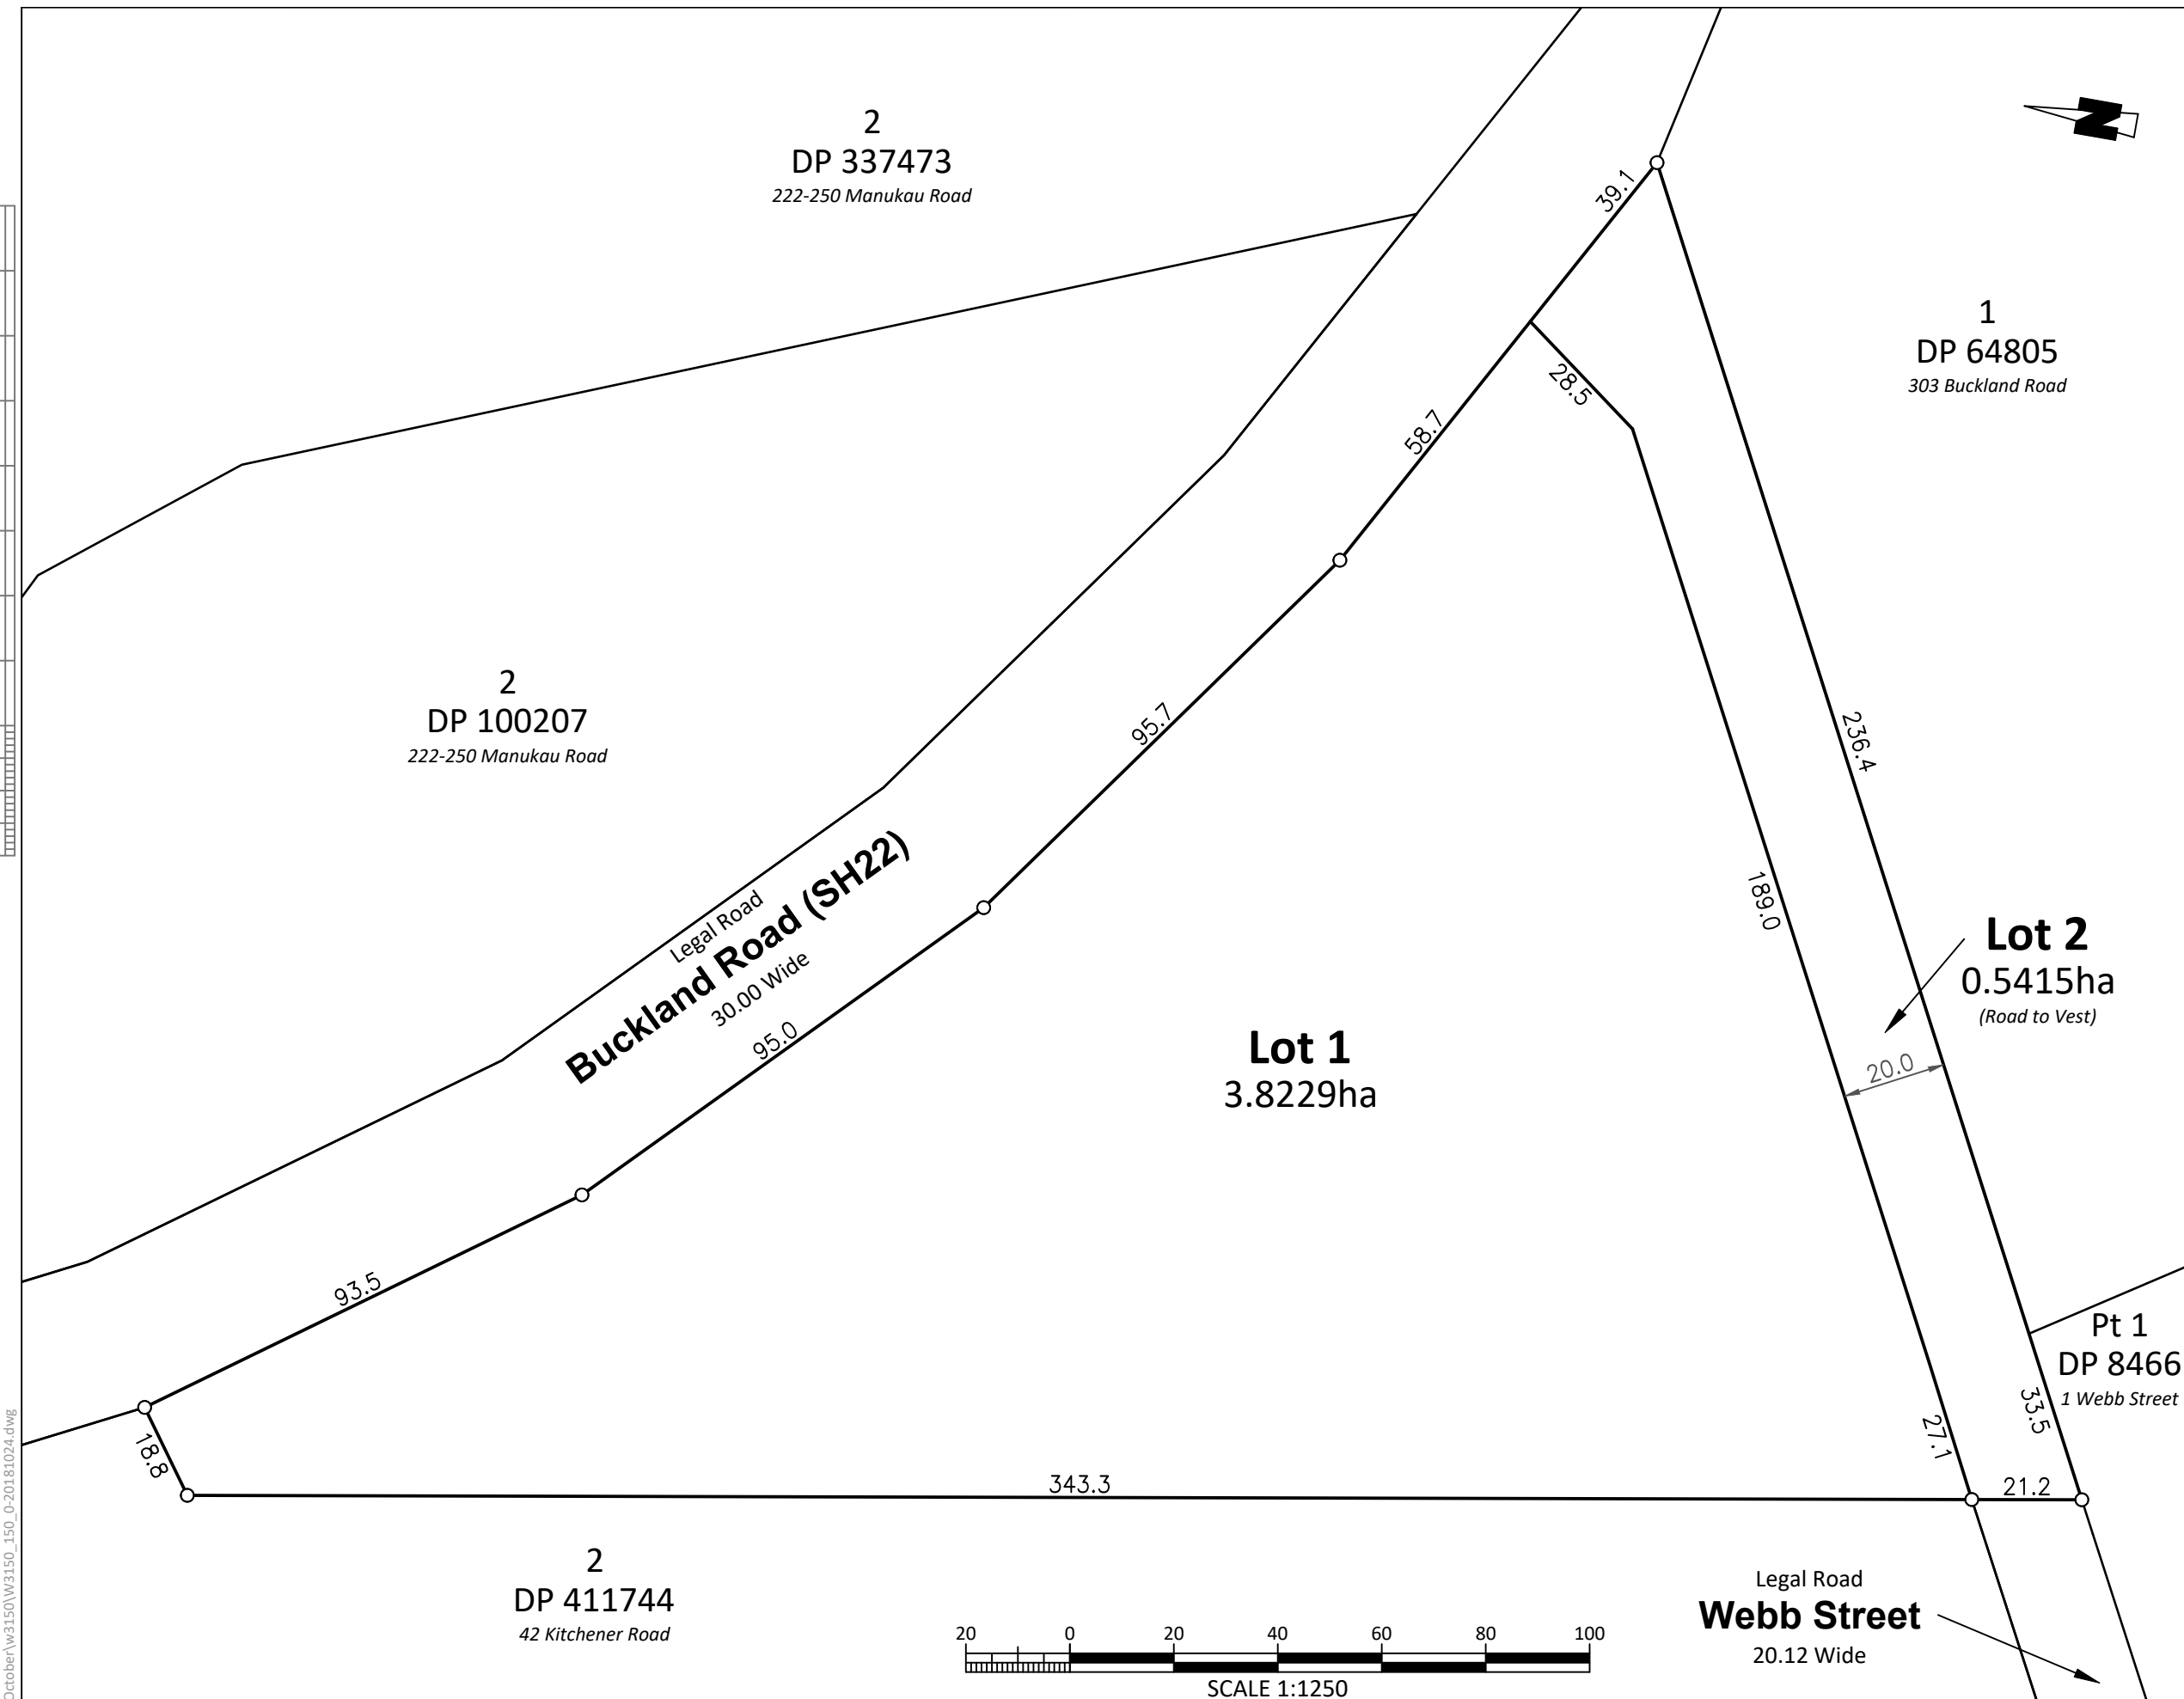 2
DP 337473
222-250 Manukau Road
N
39.1
1
DP 64805
303 Buckland Road
28.5
58.7
2
DP 100207
222-250 Manukau Road
95.7
236.4
Legal Road
Buckland Road (SH22)
30.00 Wide
95.0
189.0
Lot 2
0.5415ha
(Road to Vest)
20.0
Lot 1
3.8229ha
93.5
Pt 1
DP 8466
1 Webb Street
33.5
27.1
18.8
343.3
21.2
2
DP 411744
42 Kitchener Road
Legal Road
Webb Street
20.12 Wide
20 0 20 40 60 80 100
SCALE 1:1250
October\w3150\W3150_150_0-20181024.dwg